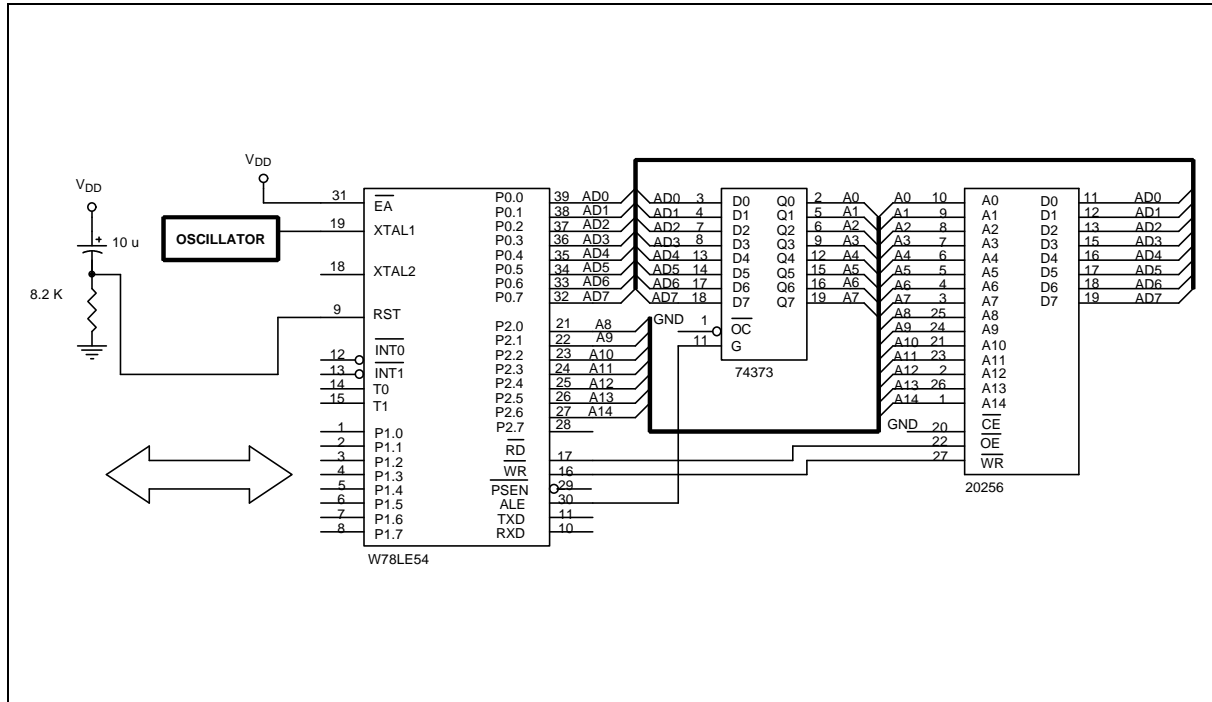 VDD
VDD
10 u
8.2 K
OSCILLATOR
31 EA
19 XTAL1
18 XTAL2
9 RST
12 INT0
13 INT1
14 T0
15 T1
1 P1.0
2 P1.1
3 P1.2
4 P1.3
5 P1.4
6 P1.5
7 P1.6
8 P1.7
P0.0 39 AD0
P0.1 38 AD1
P0.2 37 AD2
P0.3 36 AD3
P0.4 35 AD4
P0.5 34 AD5
P0.6 33 AD6
P0.7 32 AD7
P2.0 21 A8
P2.1 22 A9
P2.2 23 A10
P2.3 24 A11
P2.4 25 A12
P2.5 26 A13
P2.6 27 A14
P2.7 28
RD 17
WR 16
PSEN 29
ALE 30
TXD 11
RXD 10
W78LE54
AD0 3 D0 Q0 2 A0
AD1 4 D1 Q1 5 A1
AD2 7 D2 Q2 6 A2
AD3 8 D3 Q3 9 A3
AD4 13 D4 Q4 12 A4
AD5 14 D5 Q5 15 A5
AD6 17 D6 Q6 16 A6
AD7 18 D7 Q7 19 A7
GND 1 OC
11 G
74373
A0 10 A0 D0 11 AD0
A1 9 A1 D1 12 AD1
A2 8 A2 D2 13 AD2
A3 7 A3 D3 15 AD3
A4 6 A4 D4 16 AD4
A5 5 A5 D5 17 AD5
A6 4 A6 D6 18 AD6
A7 3 A7 D7 19 AD7
A8 25 A8
A9 24 A9
A10 21 A10
A11 23 A11
A12 2 A12
A13 26 A13
A14 1 A14
GND 20 CE
22 OE
27 WR
20256